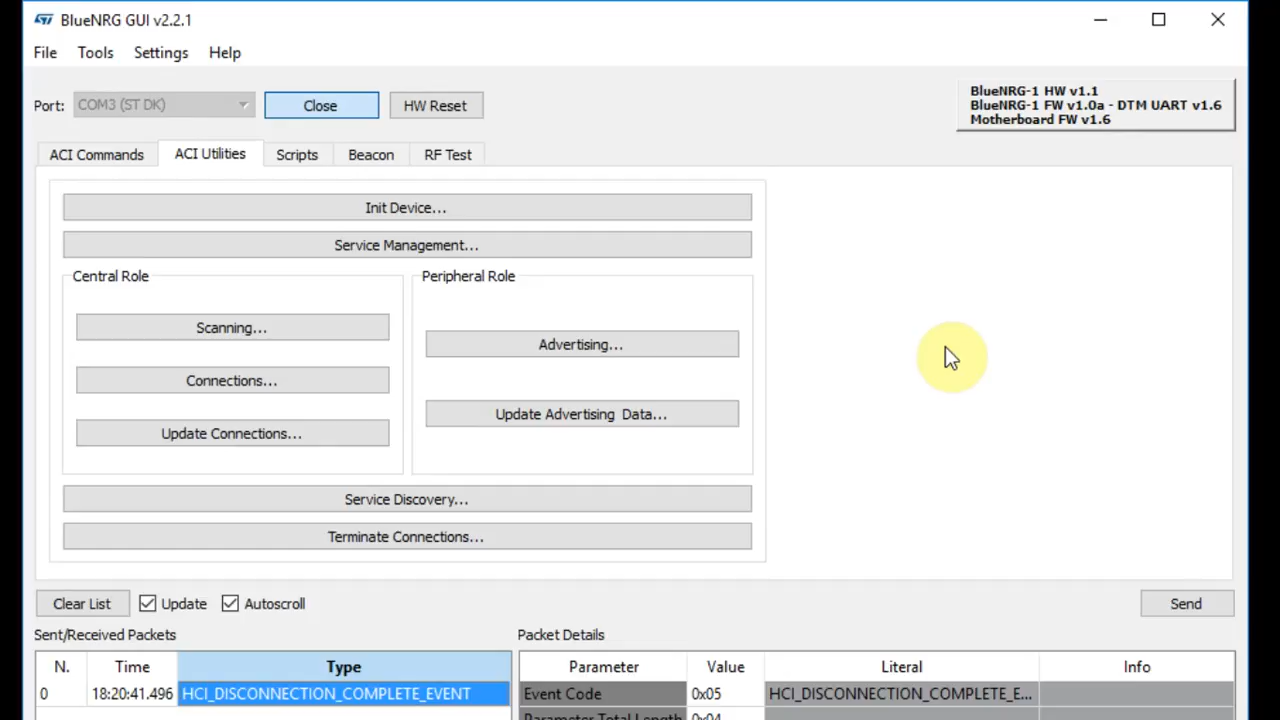 BlueNRG GUI v2.2.1
File Tools Settings Help
Port: COM3 (ST DK) Close HW Reset
BlueNRG-1 HW v1.1
BlueNRG-1 FW v1.0a - DTM UART v1.6
Motherboard FW v1.6
ACI Commands ACI Utilities Scripts Beacon RF Test
Init Device...
Service Management...
Central Role
Scanning...
Connections...
Update Connections...
Peripheral Role
Advertising...
Update Advertising Data...
Service Discovery...
Terminate Connections...
Clear List Update Autoscroll Send
Sent/Received Packets
N. Time Type
0 18:20:41.496 HCI_DISCONNECTION_COMPLETE_EVENT
Packet Details
Parameter Value Literal Info
Event Code 0x05 HCI_DISCONNECTION_COMPLETE_E...
Parameter Total Length 0x04